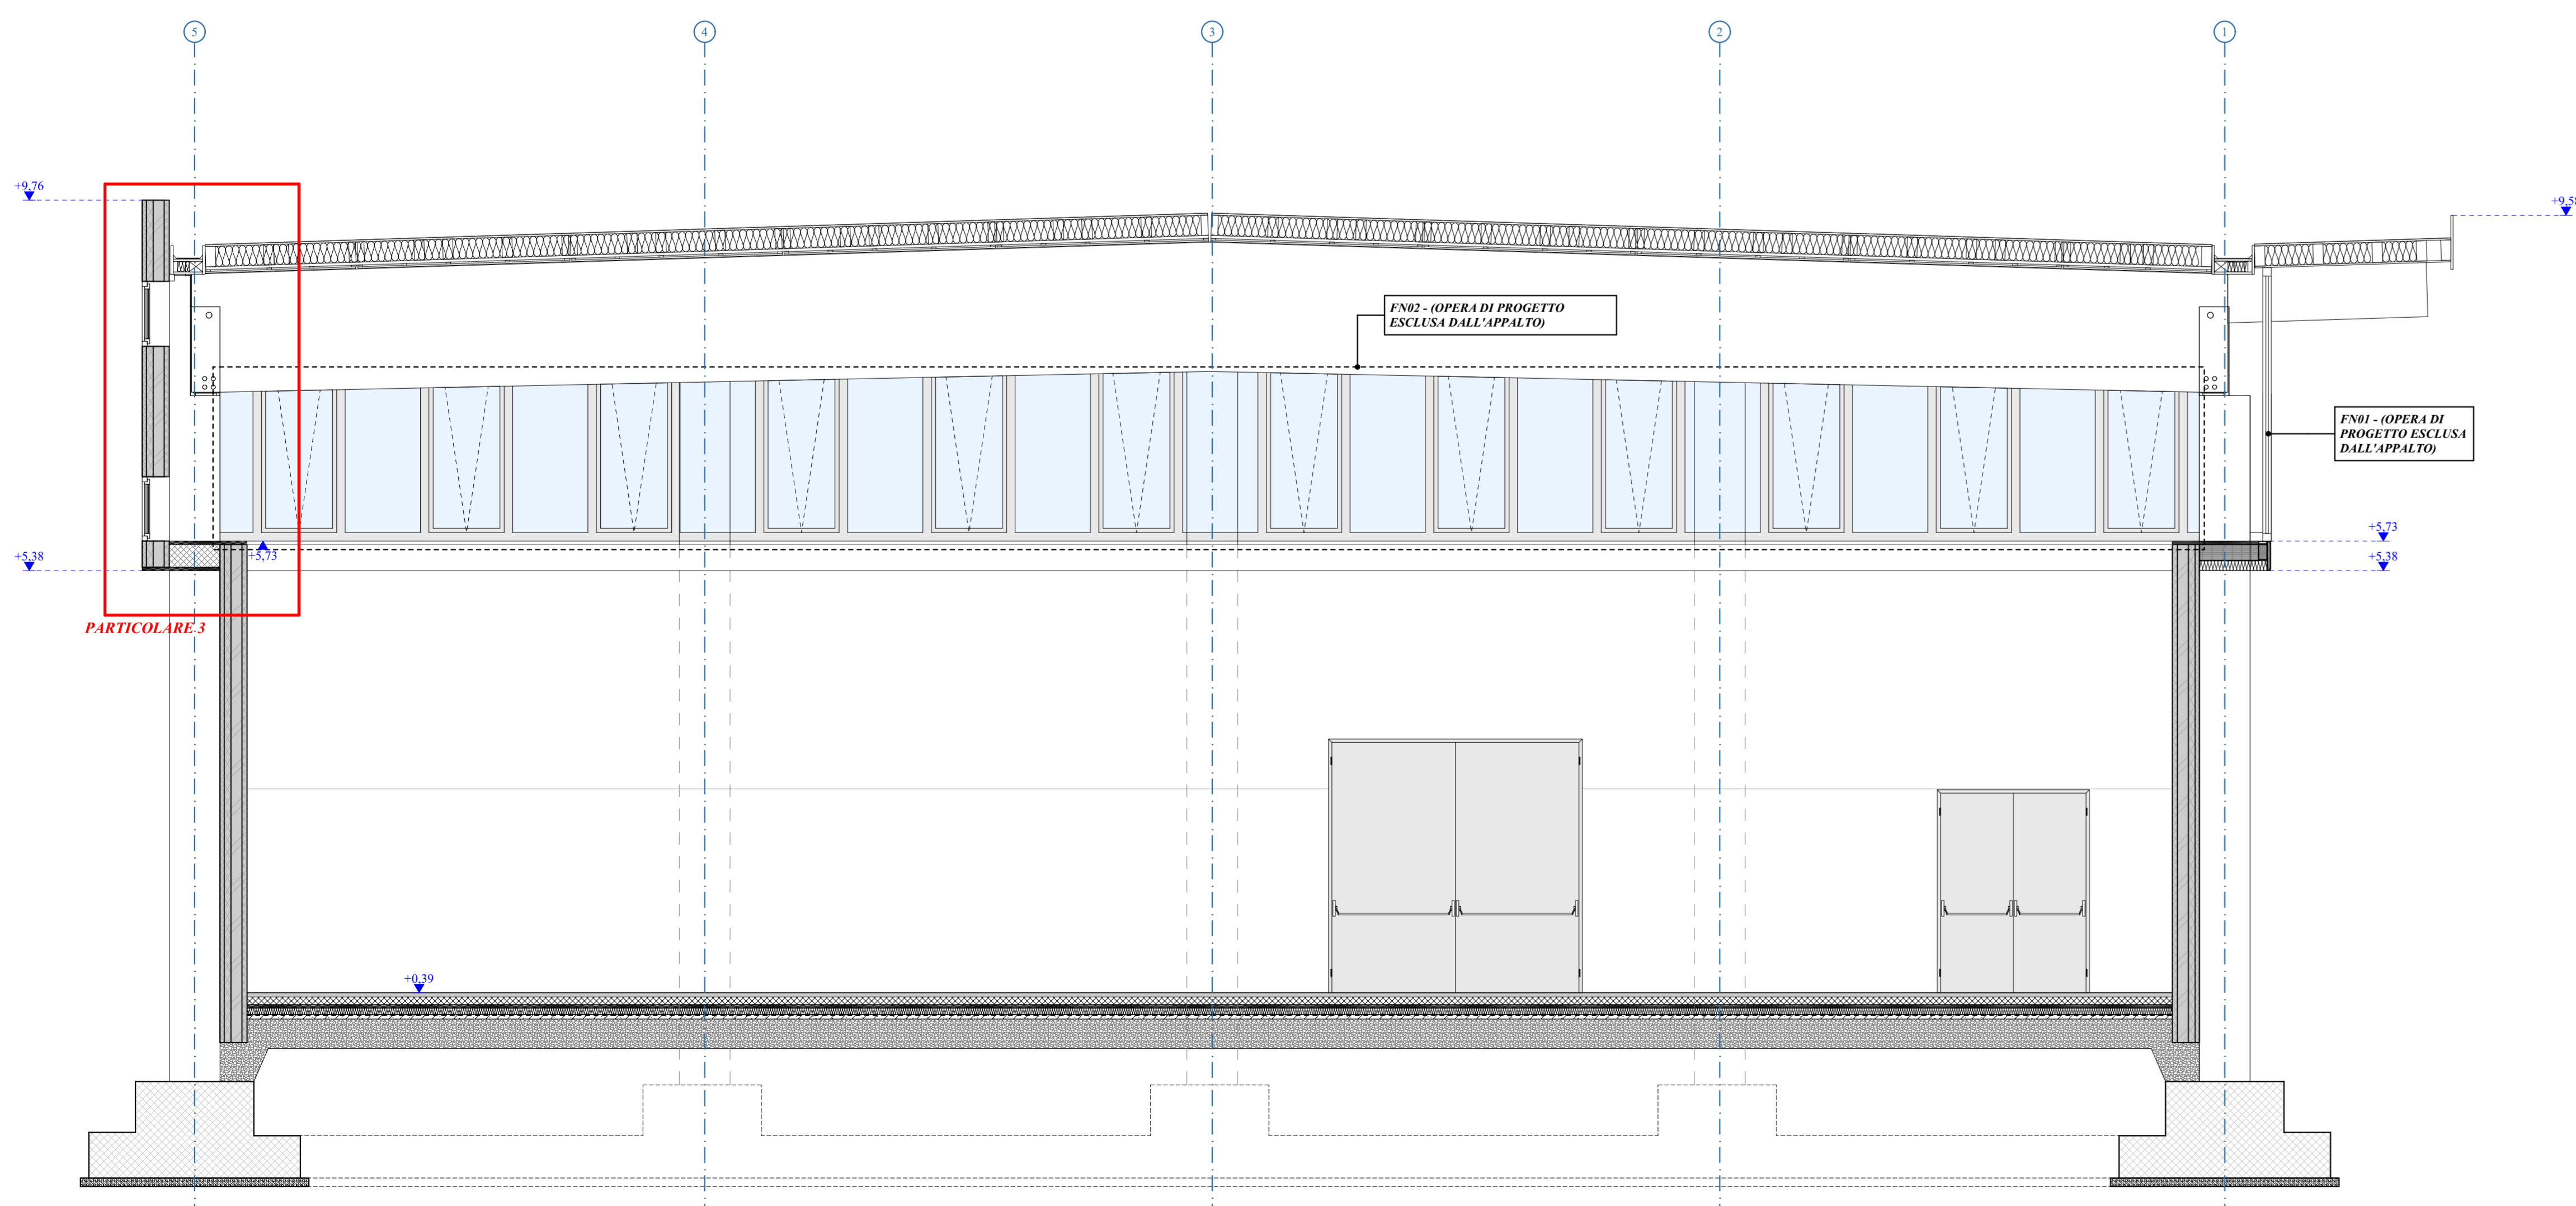 5
4
3
2
1
+9,76
+9,58
FN02 - (OPERA DI PROGETTO
ESCLUSA DALL'APPALTO)
FN01 - (OPERA DI
PROGETTO ESCLUSA
DALL'APPALTO)
+5,73
+5,38
+5,73
+5,38
PARTICOLARE 3
+0,39